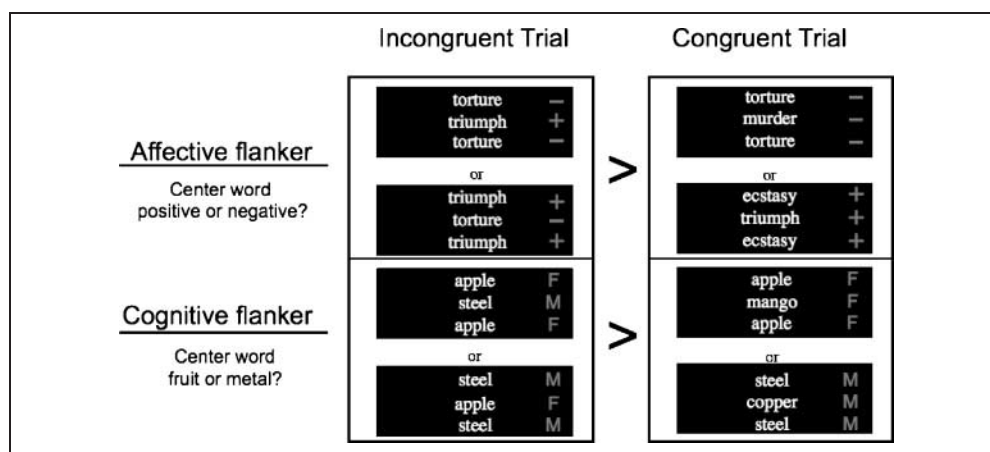 Incongruent Trial
Congruent Trial
Affective flanker
Center word
positive or negative?
torture −
triumph +
torture −
or
triumph +
torture −
triumph +
>
torture −
murder −
torture −
or
ecstasy +
triumph +
ecstasy +
Cognitive flanker
Center word
fruit or metal?
apple F
steel M
apple F
or
steel M
apple F
steel M
>
apple F
mango F
apple F
or
steel M
copper M
steel M